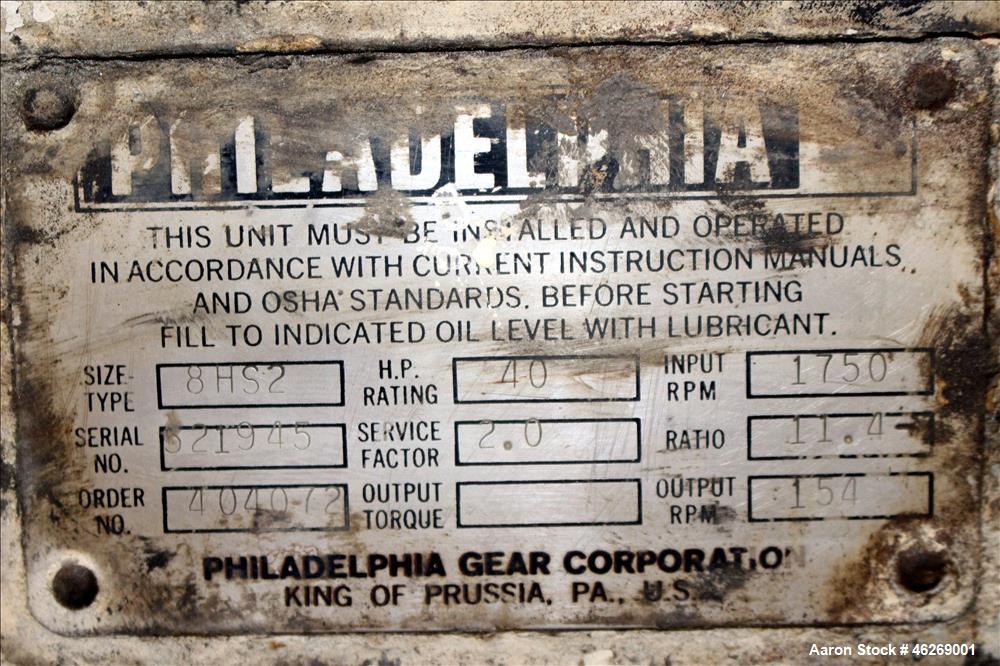 PHILADELPHIA
THIS UNIT MUST BE INSTALLED AND OPERATED
IN ACCORDANCE WITH CURRENT INSTRUCTION MANUALS
AND OSHA STANDARDS. BEFORE STARTING
FILL TO INDICATED OIL LEVEL WITH LUBRICANT.
SIZE- TYPE 8HS2 H.P. RATING 40 INPUT RPM 1750
SERIAL NO. 321945 SERVICE FACTOR 2.0 RATIO 11.4
ORDER NO. 404072 OUTPUT TORQUE OUTPUT RPM 154
PHILADELPHIA GEAR CORPORATION
KING OF PRUSSIA, PA., U.S.
Aaron Stock # 46269001